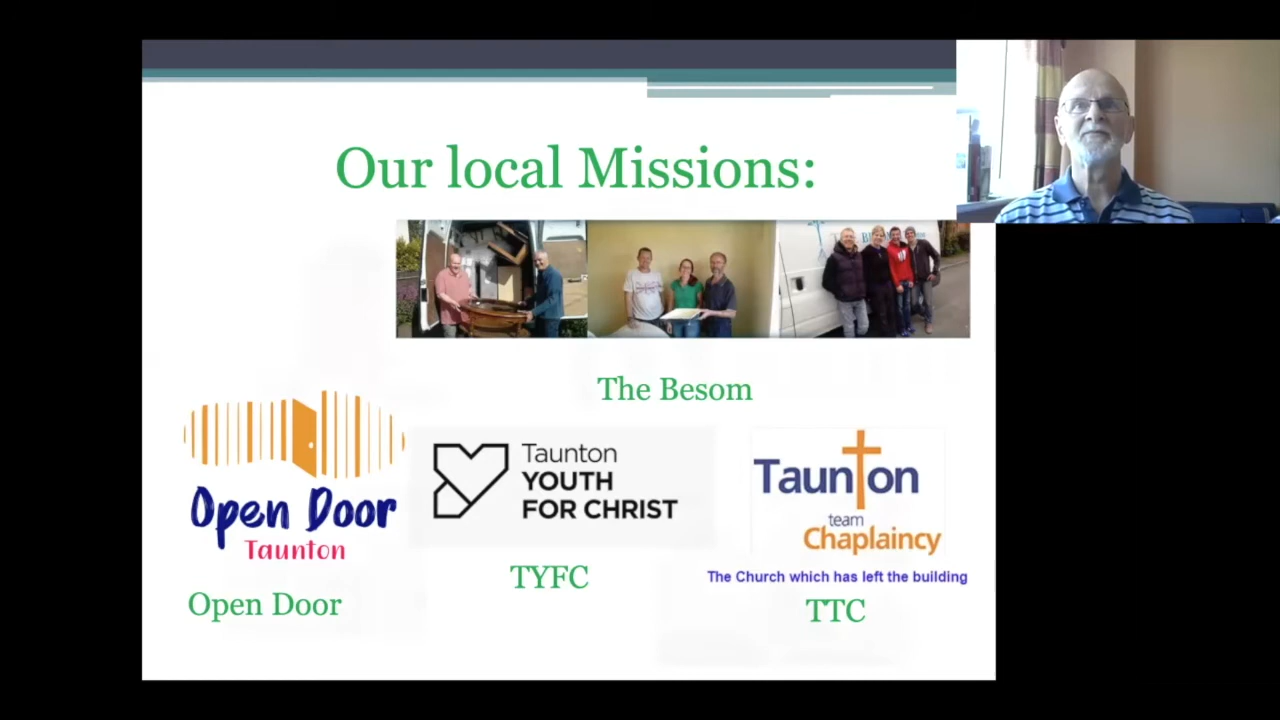 Our local Missions:
The Besom
Open Door
Taunton
Open Door
Taunton
YOUTH
FOR CHRIST
TYFC
Taunton
team
Chaplaincy
The Church which has left the building
TTC